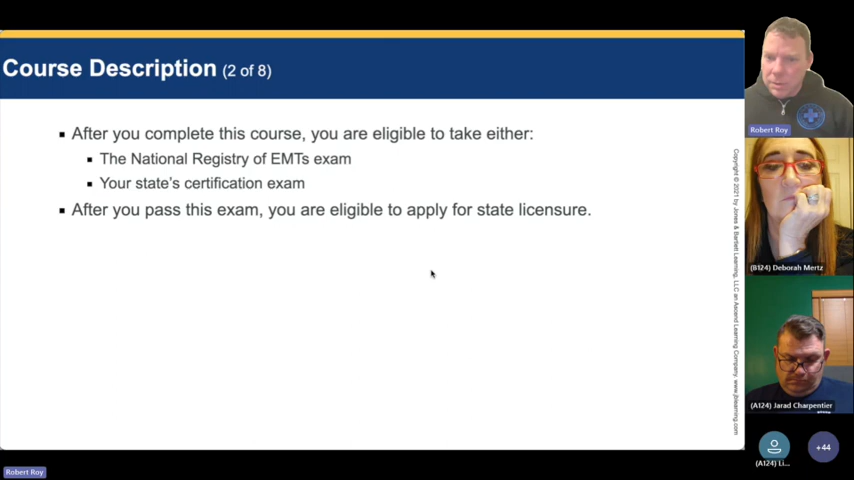 Course Description (2 of 8)
▪ After you complete this course, you are eligible to take either:
▪ The National Registry of EMTs exam
▪ Your state's certification exam
▪ After you pass this exam, you are eligible to apply for state licensure.
Copyright © 2021 by Jones & Bartlett Learning, LLC an Ascend Learning Company. www.jblearning.com
Robert Roy
(B124) Deborah Mertz
(A124) Jarad Charpentier
(A124) Li...
+44
Robert Roy